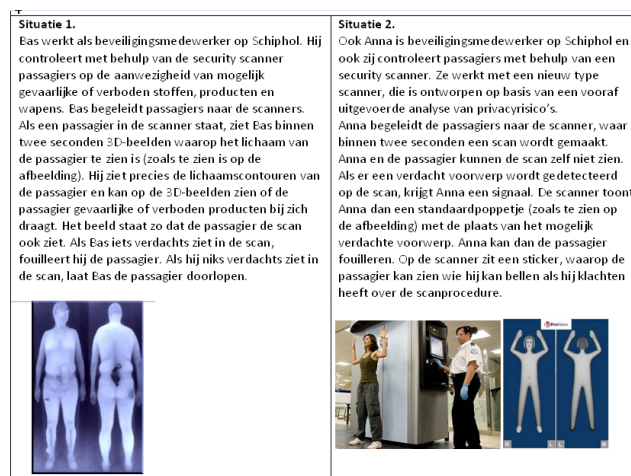 Situatie 1.
Bas werkt als beveiligingsmedewerker op Schiphol. Hij
controleert met behulp van de security scanner
passagiers op de aanwezigheid van mogelijk
gevaarlijke of verboden stoffen, producten en
wapens. Bas begeleidt passagiers naar de scanners.
Als een passagier in de scanner staat, ziet Bas binnen
twee seconden 3D-beelden waarop het lichaam van
de passagier te zien is (zoals te zien is op de
afbeelding). Hij ziet precies de lichaamscontouren van
de passagier en kan op de 3D-beelden zien of de
passagier gevaarlijke of verboden producten bij zich
draagt. Het beeld staat zo dat de passagier de scan
ook ziet. Als Bas iets verdachts ziet in de scan,
fouilleert hij de passagier. Als hij niks verdachts ziet in
de scan, laat Bas de passagier doorlopen.
Situatie 2.
Ook Anna is beveiligingsmedewerker op Schiphol en
ook zij controleert passagiers met behulp van een
security scanner. Ze werkt met een nieuw type
scanner, die is ontworpen op basis van een vooraf
uitgevoerde analyse van privacyrisico's.
Anna begeleidt de passagiers naar de scanner, waar
binnen twee seconden een scan wordt gemaakt.
Anna en de passagier kunnen de scan zelf niet zien.
Als er een verdacht voorwerp wordt gedetecteerd
op de scan, krijgt Anna een signaal. De scanner toont
Anna dan een standaardpoppetje (zoals te zien op
de afbeelding) met de plaats van het mogelijk
verdachte voorwerp. Anna kan dan de passagier
fouilleren. Op de scanner zit een sticker, waarop de
passagier kan zien wie hij kan bellen als hij klachten
heeft over de scanprocedure.
ProVision
R
L
L
R